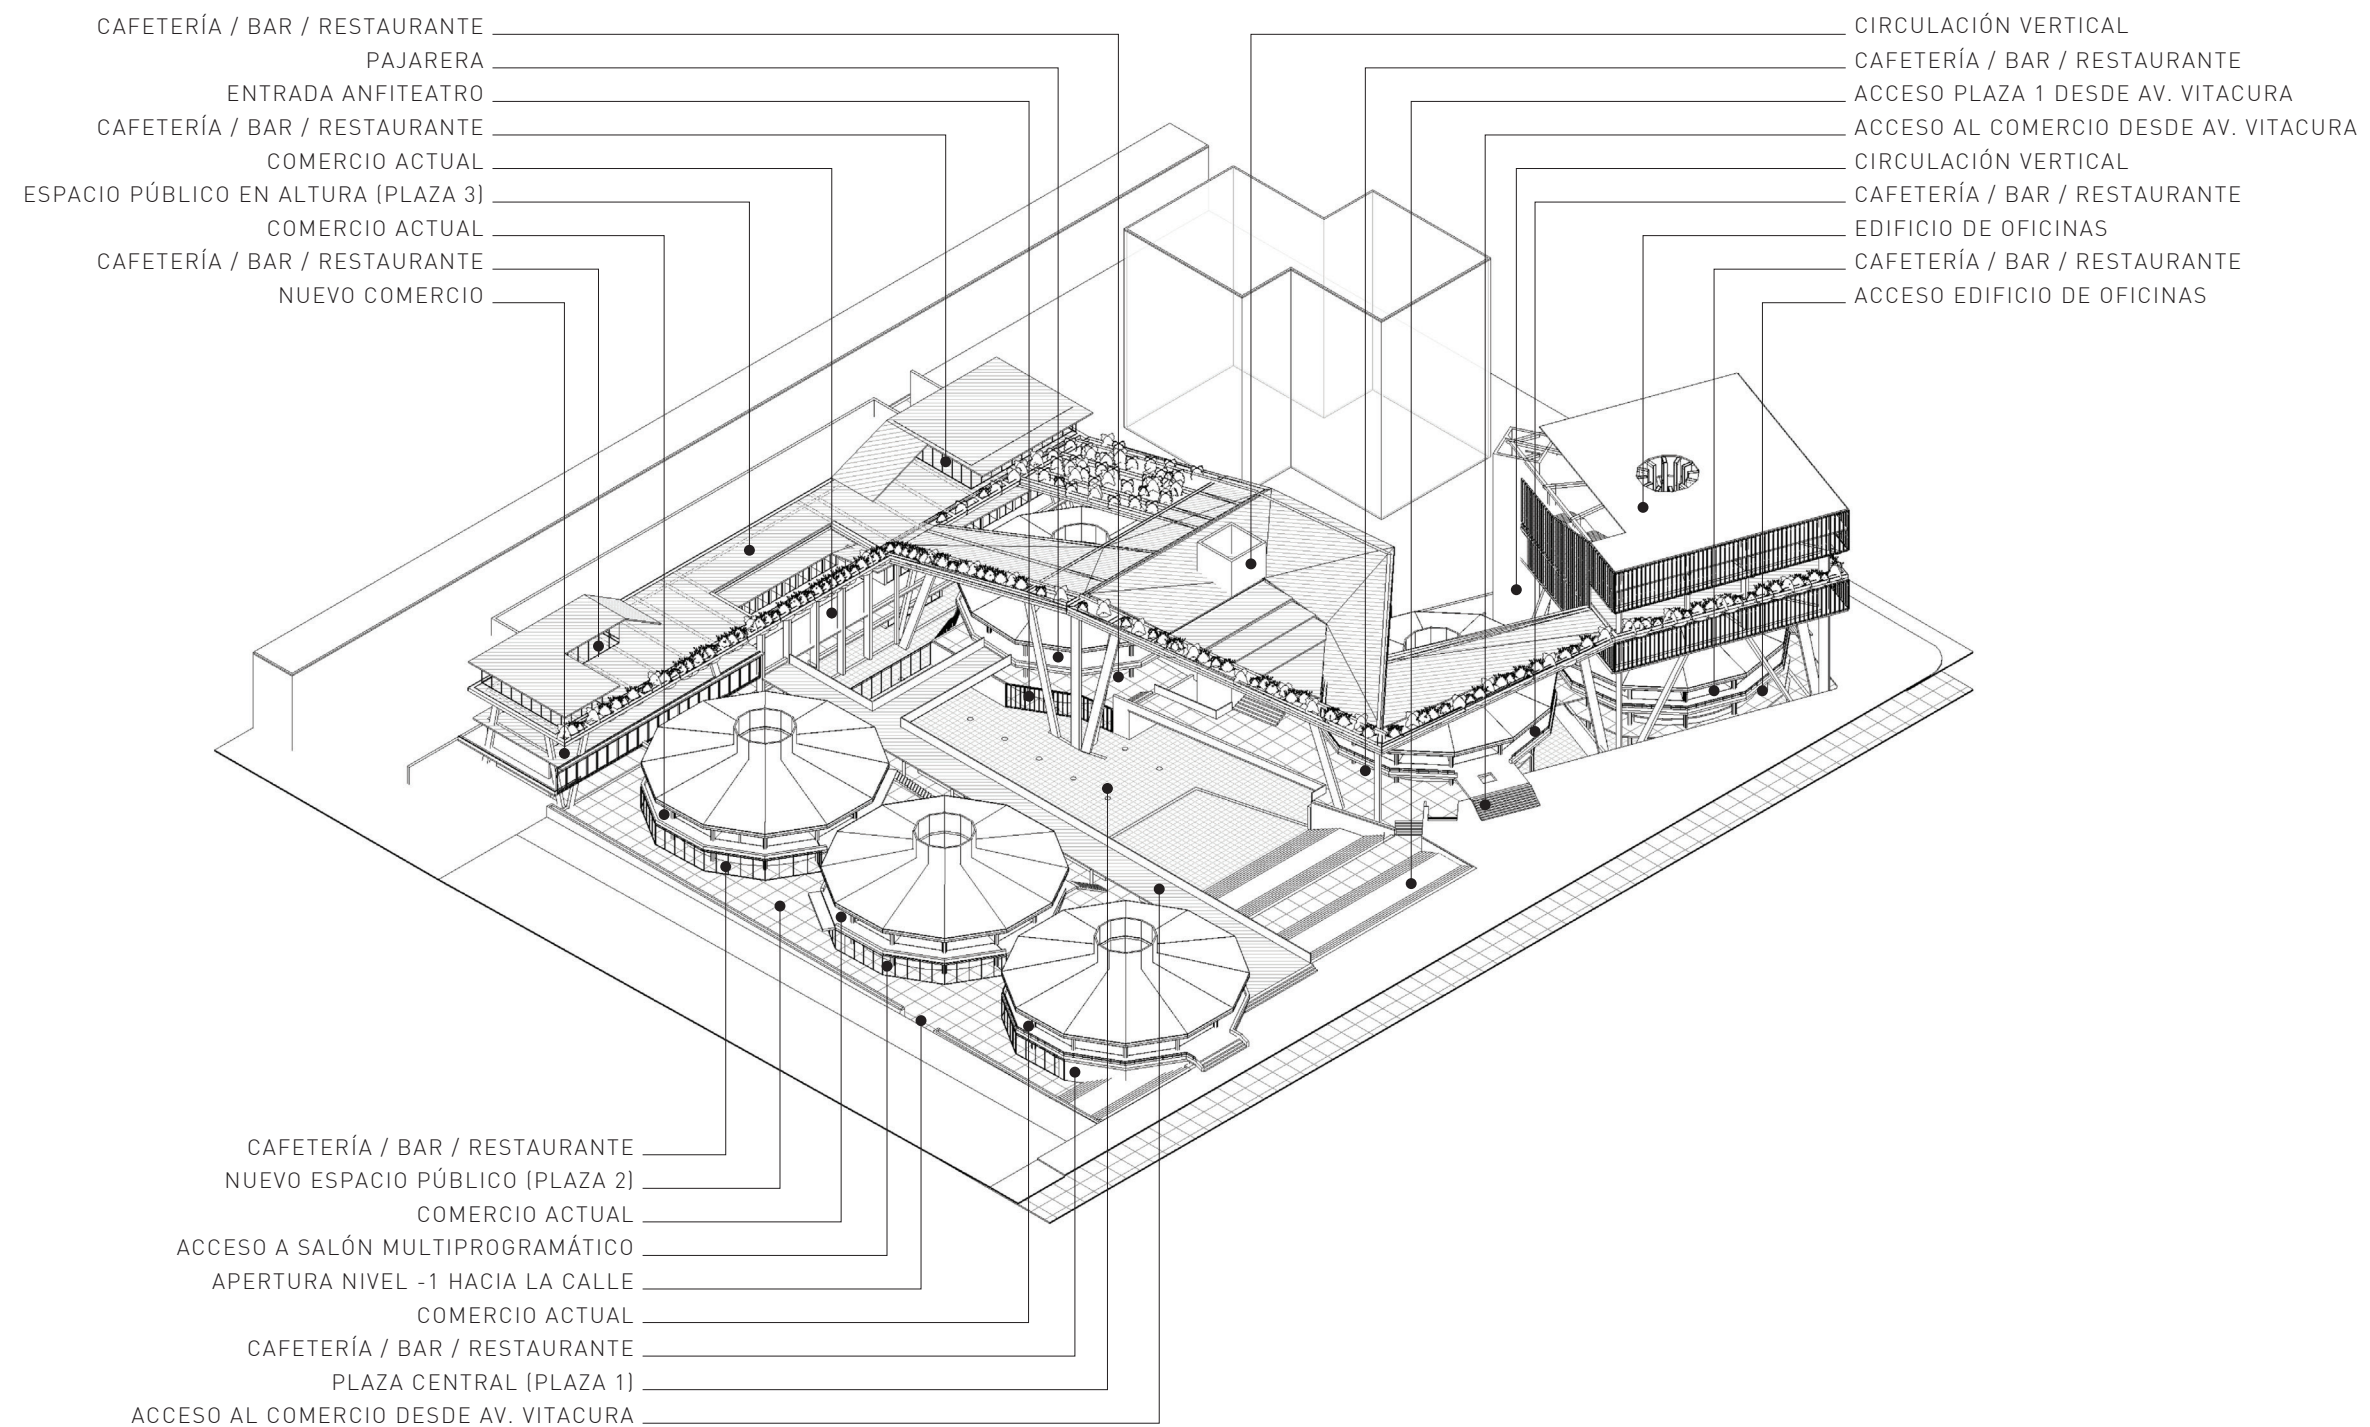 CAFETERÍA / BAR / RESTAURANTE
PAJARERA
ENTRADA ANFITEATRO
CAFETERÍA / BAR / RESTAURANTE
COMERCIO ACTUAL
ESPACIO PÚBLICO EN ALTURA (PLAZA 3)
COMERCIO ACTUAL
CAFETERÍA / BAR / RESTAURANTE
NUEVO COMERCIO
CIRCULACIÓN VERTICAL
CAFETERÍA / BAR / RESTAURANTE
ACCESO PLAZA 1 DESDE AV. VITACURA
ACCESO AL COMERCIO DESDE AV. VITACURA
CIRCULACIÓN VERTICAL
CAFETERÍA / BAR / RESTAURANTE
EDIFICIO DE OFICINAS
CAFETERÍA / BAR / RESTAURANTE
ACCESO EDIFICIO DE OFICINAS
CAFETERÍA / BAR / RESTAURANTE
NUEVO ESPACIO PÚBLICO (PLAZA 2)
COMERCIO ACTUAL
ACCESO A SALÓN MULTIPROGRAMÁTICO
APERTURA NIVEL -1 HACIA LA CALLE
COMERCIO ACTUAL
CAFETERÍA / BAR / RESTAURANTE
PLAZA CENTRAL (PLAZA 1)
ACCESO AL COMERCIO DESDE AV. VITACURA